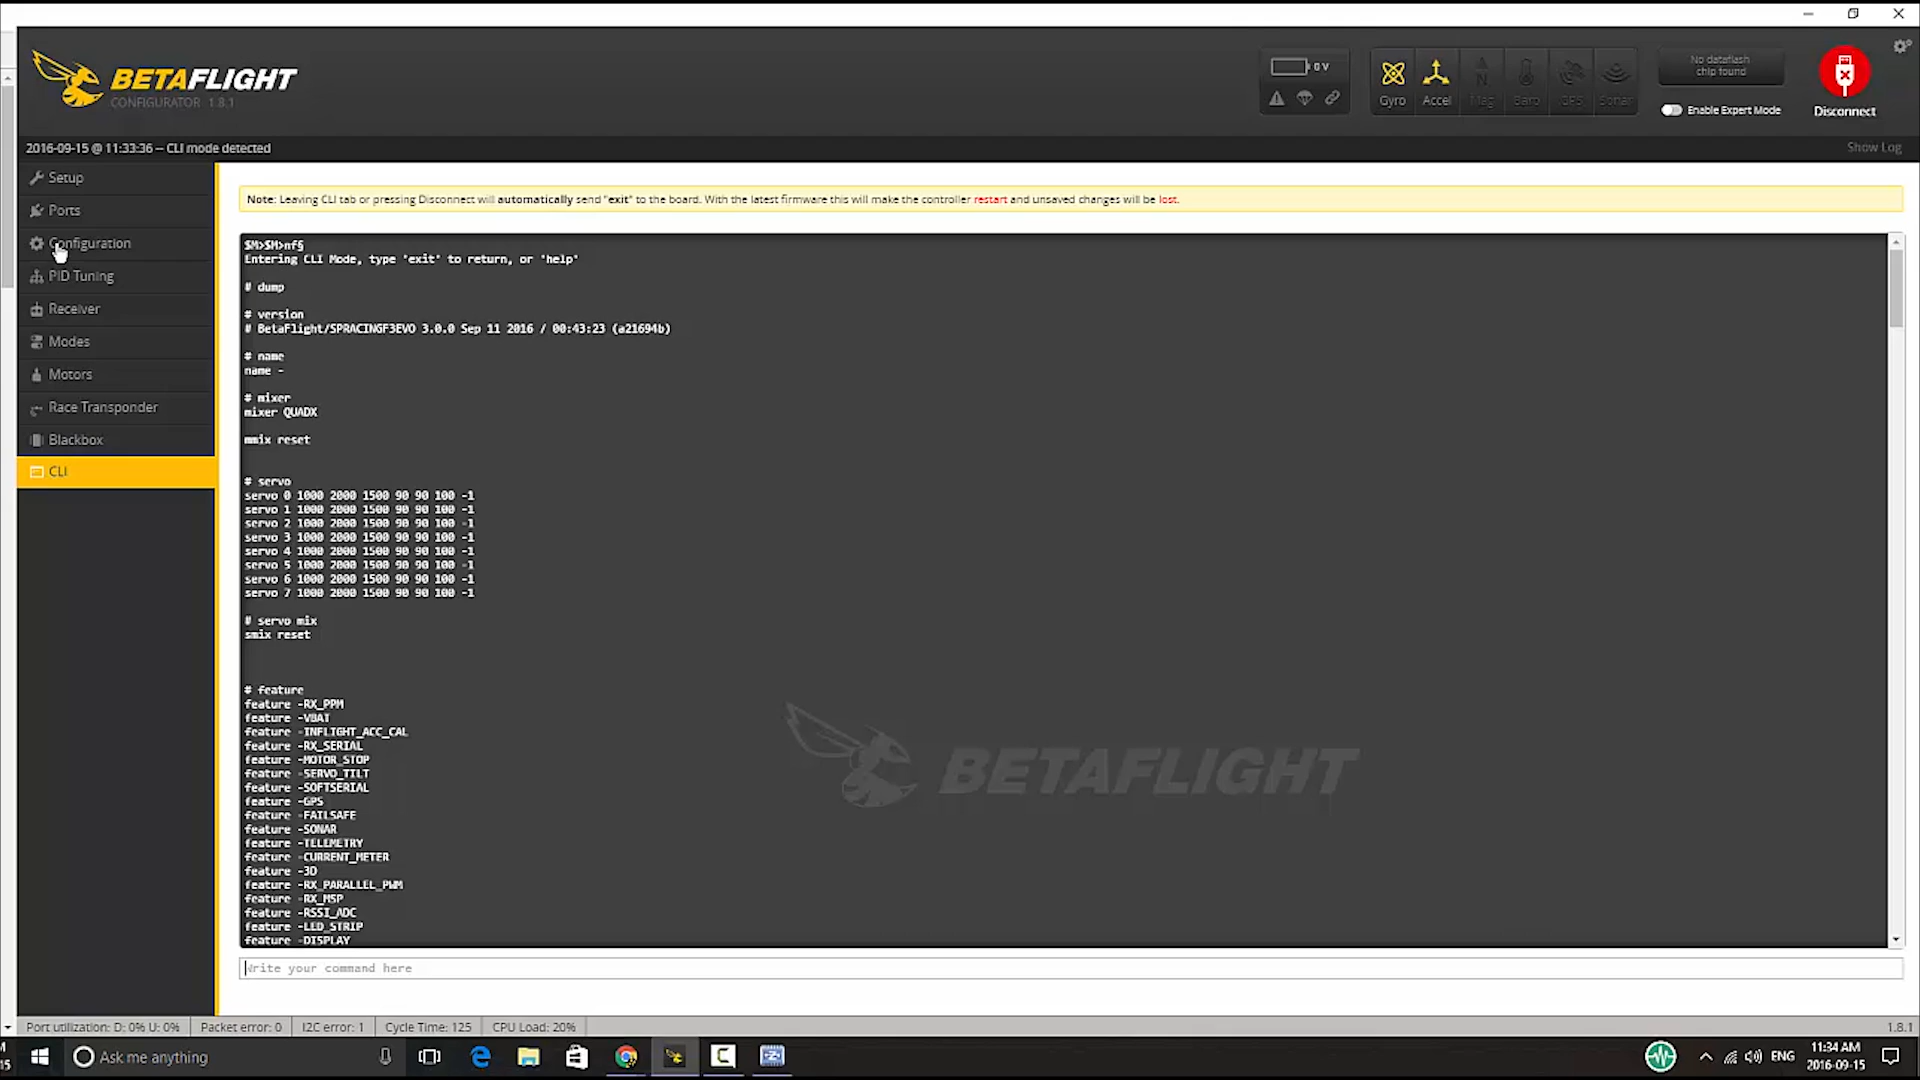 BETAFLIGHT
CONFIGURATOR 1.8.1
0 V
Gyro
Accel
Mag
Baro
GPS
Sonar
No dataflash
chip found
Enable Expert Mode
Disconnect
2016-09-15 @ 11:33:36 -- CLI mode detected
Show Log
Setup
Ports
Configuration
PID Tuning
Receiver
Modes
Motors
Race Transponder
Blackbox
CLI
Note: Leaving CLI tab or pressing Disconnect will automatically send "exit" to the board. With the latest firmware this will make the controller restart and unsaved changes will be lost.
$M>$M>nf§
Entering CLI Mode, type 'exit' to return, or 'help'
# dump
# version
# BetaFlight/SPRACINGF3EVO 3.0.0 Sep 11 2016 / 00:43:23 (a21694b)
# name
name -
# mixer
mixer QUADX
mmix reset
# servo
servo 0 1000 2000 1500 90 90 100 -1
servo 1 1000 2000 1500 90 90 100 -1
servo 2 1000 2000 1500 90 90 100 -1
servo 3 1000 2000 1500 90 90 100 -1
servo 4 1000 2000 1500 90 90 100 -1
servo 5 1000 2000 1500 90 90 100 -1
servo 6 1000 2000 1500 90 90 100 -1
servo 7 1000 2000 1500 90 90 100 -1
# servo mix
smix reset
# feature
feature -RX_PPM
feature -VBAT
feature -INFLIGHT_ACC_CAL
feature -RX_SERIAL
feature -MOTOR_STOP
feature -SERVO_TILT
feature -SOFTSERIAL
feature -GPS
feature -FAILSAFE
feature -SONAR
feature -TELEMETRY
feature -CURRENT_METER
feature -3D
feature -RX_PARALLEL_PWM
feature -RX_MSP
feature -RSSI_ADC
feature -LED_STRIP
feature -DISPLAY
BETAFLIGHT
Write your command here
Port utilization: D: 0% U: 0%
Packet error: 0
I2C error: 1
Cycle Time: 125
CPU Load: 20%
1.8.1
Ask me anything
ENG
11:34 AM
2016-09-15